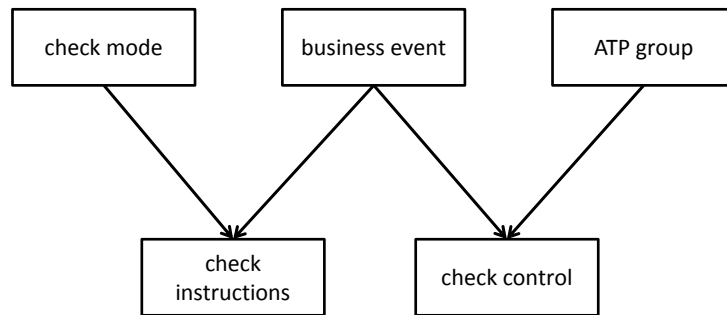 check mode
business event
ATP group
check
instructions
check control